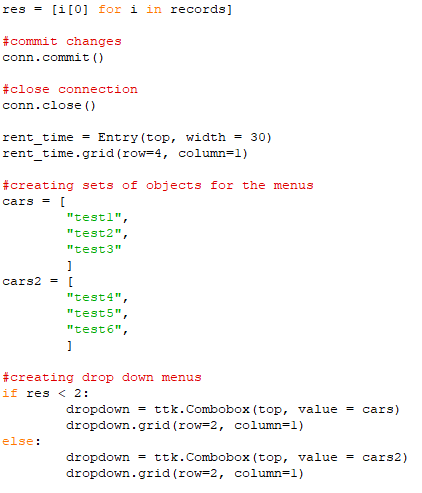 res = [i[0] for i in records]
#commit changes
conn.commit()
#close connection
conn.close()
rent_time = Entry(top, width = 30)
rent_time.grid(row=4, column=1)
#creating sets of objects for the menus
cars = [
"test1",
"test2",
"test3"
]
cars2 = [
"test4",
"test5",
"test6",
]
#creating drop down menus
if res < 2:
dropdown = ttk.Combobox(top, value = cars)
dropdown.grid(row=2, column=1)
else:
dropdown = ttk.Combobox(top, value = cars2)
dropdown.grid(row=2, column=1)